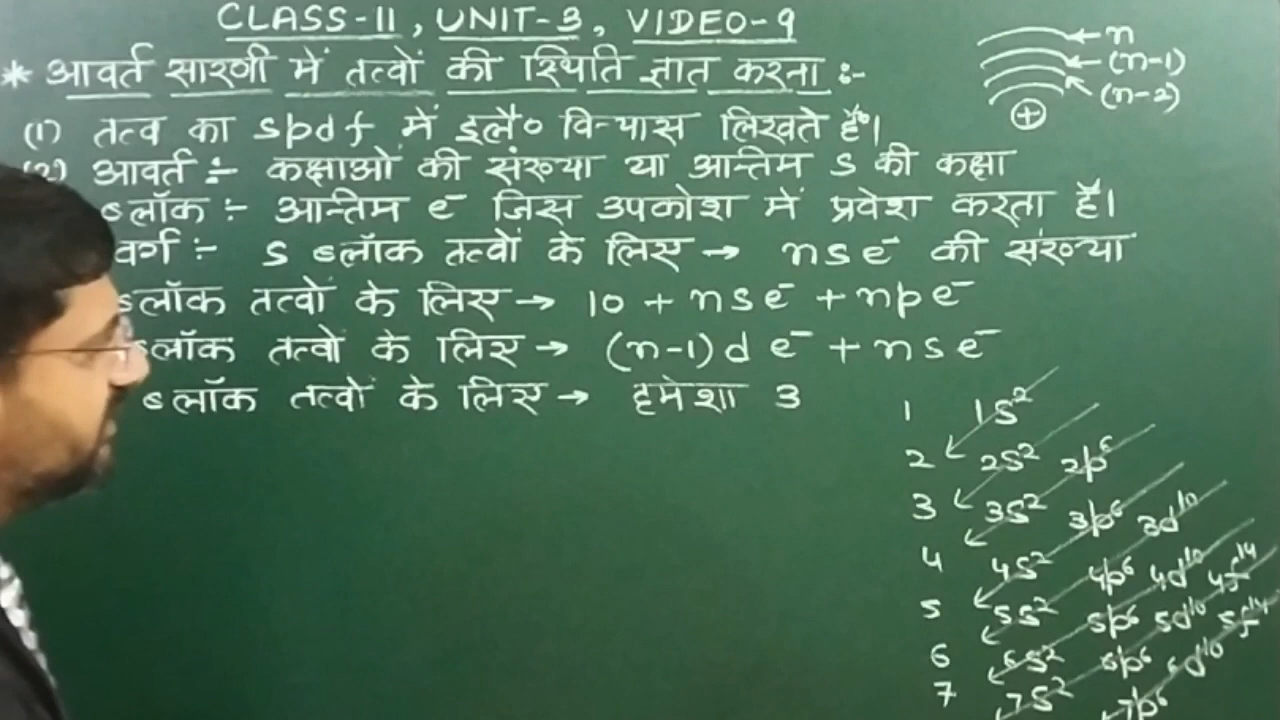 CLASS-11, UNIT-3, VIDEO-9
* आवर्त सारणी में तत्वों की स्थिति ज्ञात करना :-
(1) तत्व का spdf में इलै० विन्यास लिखते हैं।
(2) आवर्त :- कक्षाओं की संख्या या अन्तिम s की कक्षा
ब्लॉक :- अन्तिम e⁻ जिस उपकोश में प्रवेश करता है।
वर्ग :- s ब्लॉक तत्वों के लिए → ns e⁻ की संख्या
ब्लॉक तत्वों के लिए → 10 + ns e⁻ + np e⁻
ब्लॉक तत्वों के लिए → (n-1) d e⁻ + ns e⁻
ब्लॉक तत्वों के लिए → हमेशा 3
n
(n-1)
(n-2)
+
1 1s²
2 2s² 2p⁶
3 3s² 3p⁶ 3d¹⁰
4 4s² 4p⁶ 4d¹⁰ 4f¹⁴
5 5s² 5p⁶ 5d¹⁰ 5f¹⁴
6 6s² 6p⁶ 6d¹⁰
7 7s² 7p⁶